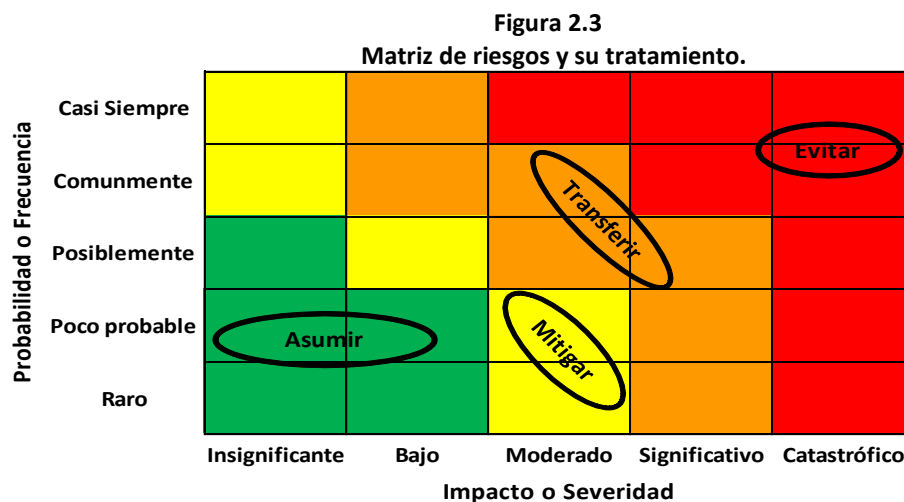 Figura 2.3
Matriz de riesgos y su tratamiento.
Probabilidad o Frecuencia
Casi Siempre
Comunmente
Posiblemente
Poco probable
Raro
Evitar
Transferir
Asumir
Mitigar
Insignificante
Bajo
Moderado
Significativo
Catastrófico
Impacto o Severidad